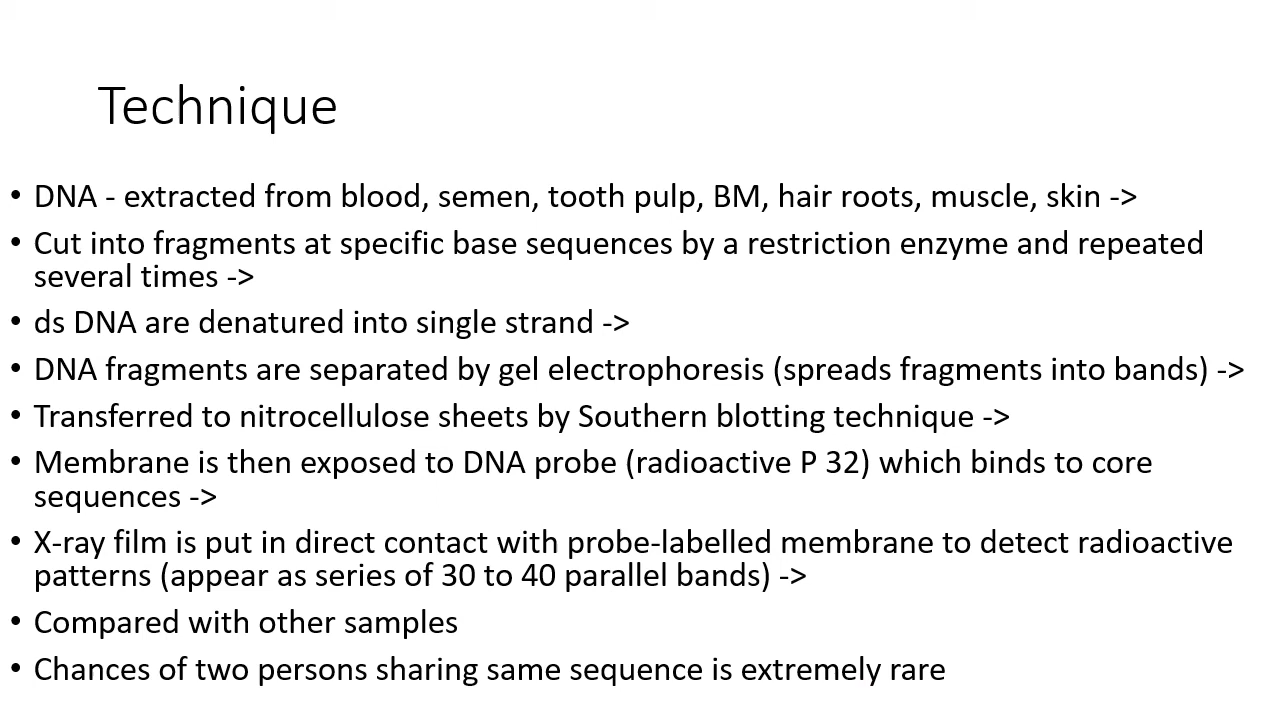 Technique
• DNA - extracted from blood, semen, tooth pulp, BM, hair roots, muscle, skin ->
• Cut into fragments at specific base sequences by a restriction enzyme and repeated
several times ->
• ds DNA are denatured into single strand ->
• DNA fragments are separated by gel electrophoresis (spreads fragments into bands) ->
• Transferred to nitrocellulose sheets by Southern blotting technique ->
• Membrane is then exposed to DNA probe (radioactive P 32) which binds to core
sequences ->
• X-ray film is put in direct contact with probe-labelled membrane to detect radioactive
patterns (appear as series of 30 to 40 parallel bands) ->
• Compared with other samples
• Chances of two persons sharing same sequence is extremely rare